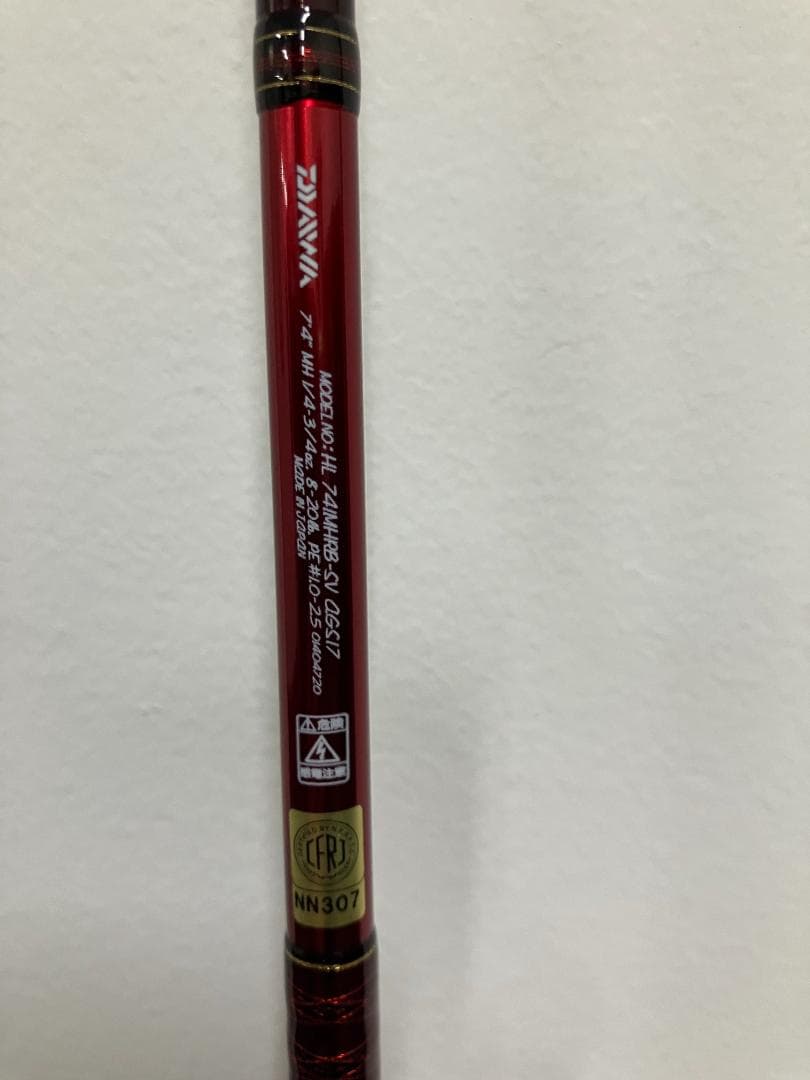 DAIWA
MODEL NO: HL 741MHRB-SV AGS17
7'4" MH 1/4-3/4oz. 8-20lb. PE #1.0-2.5
MADE IN JAPAN
危険
感電注意
CFRJ
NN307